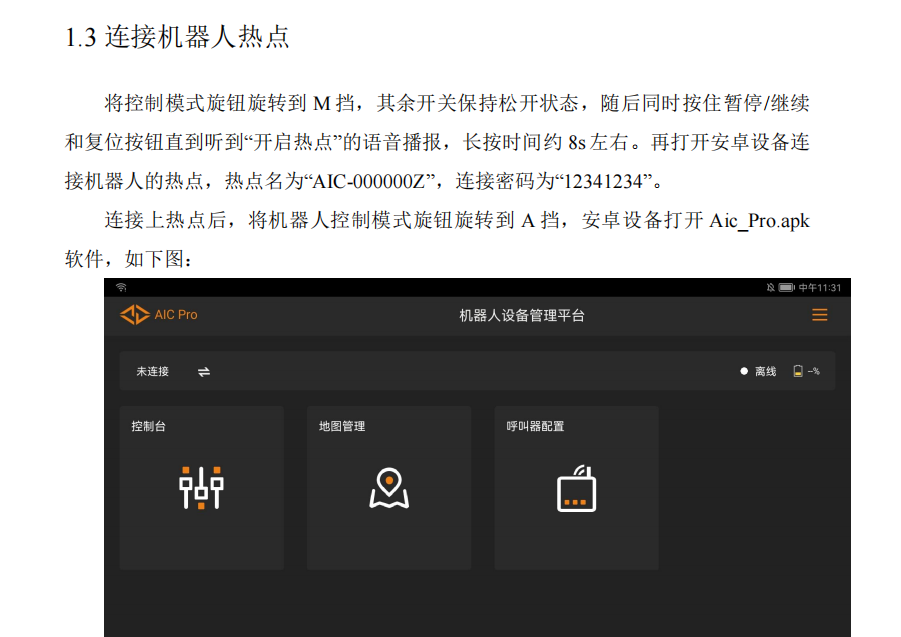 1.3 连接机器人热点
将控制模式旋钮旋转到 M 挡，其余开关保持松开状态，随后同时按住暂停/继续
和复位按钮直到听到“开启热点”的语音播报，长按时间约 8s 左右。再打开安卓设备连
接机器人的热点，热点名为“AIC-000000Z”，连接密码为“12341234”。
连接上热点后，将机器人控制模式旋钮旋转到 A 挡，安卓设备打开 Aic_Pro.apk
软件，如下图：
中午11:31
AIC Pro
机器人设备管理平台
未连接
离线
--%
控制台
地图管理
呼叫器配置